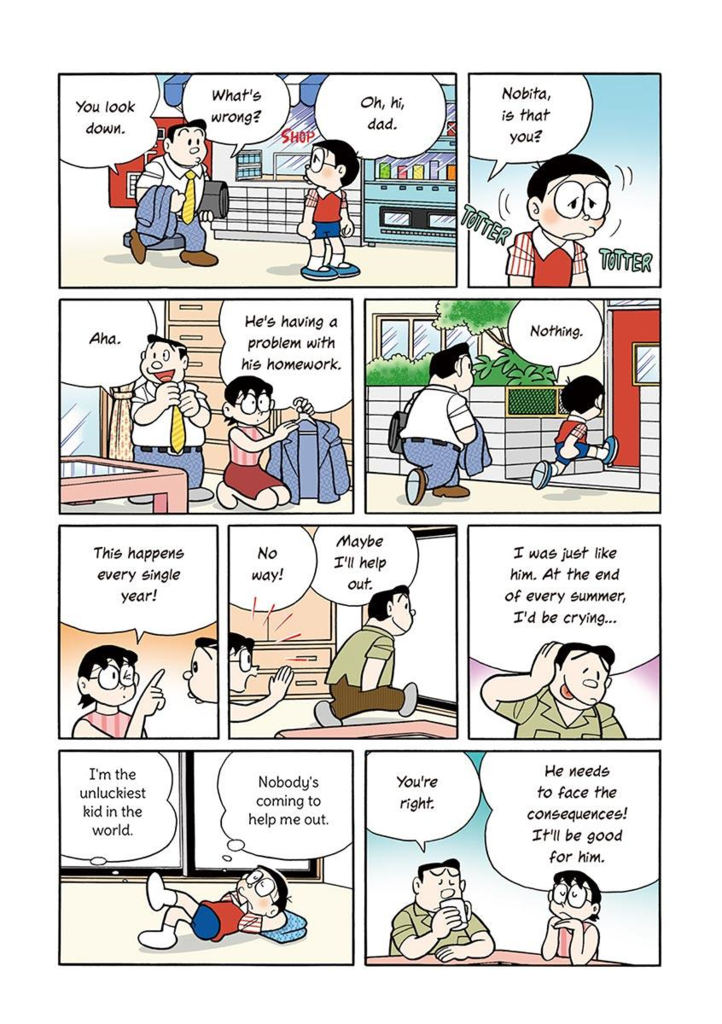 Nobita,
is that
you?
TOTTER
TOTTER
Oh, hi,
dad.
What's
wrong?
You look
down.
SHOP
Nothing.
He's having a
problem with
his homework.
Aha.
I was just like
him. At the end
of every summer,
I'd be crying...
Maybe
I'll help
out.
No
way!
This happens
every single
year!
He needs
to face the
consequences!
It'll be good
for him.
You're
right.
Nobody's
coming to
help me out.
I'm the
unluckiest
kid in the
world.